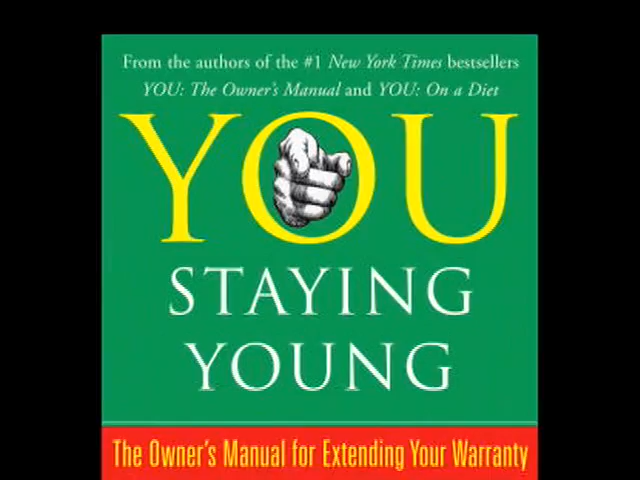 From the authors of the #1 New York Times bestsellers
YOU: The Owner's Manual and YOU: On a Diet
YOU
STAYING
YOUNG
The Owner's Manual for Extending Your Warranty